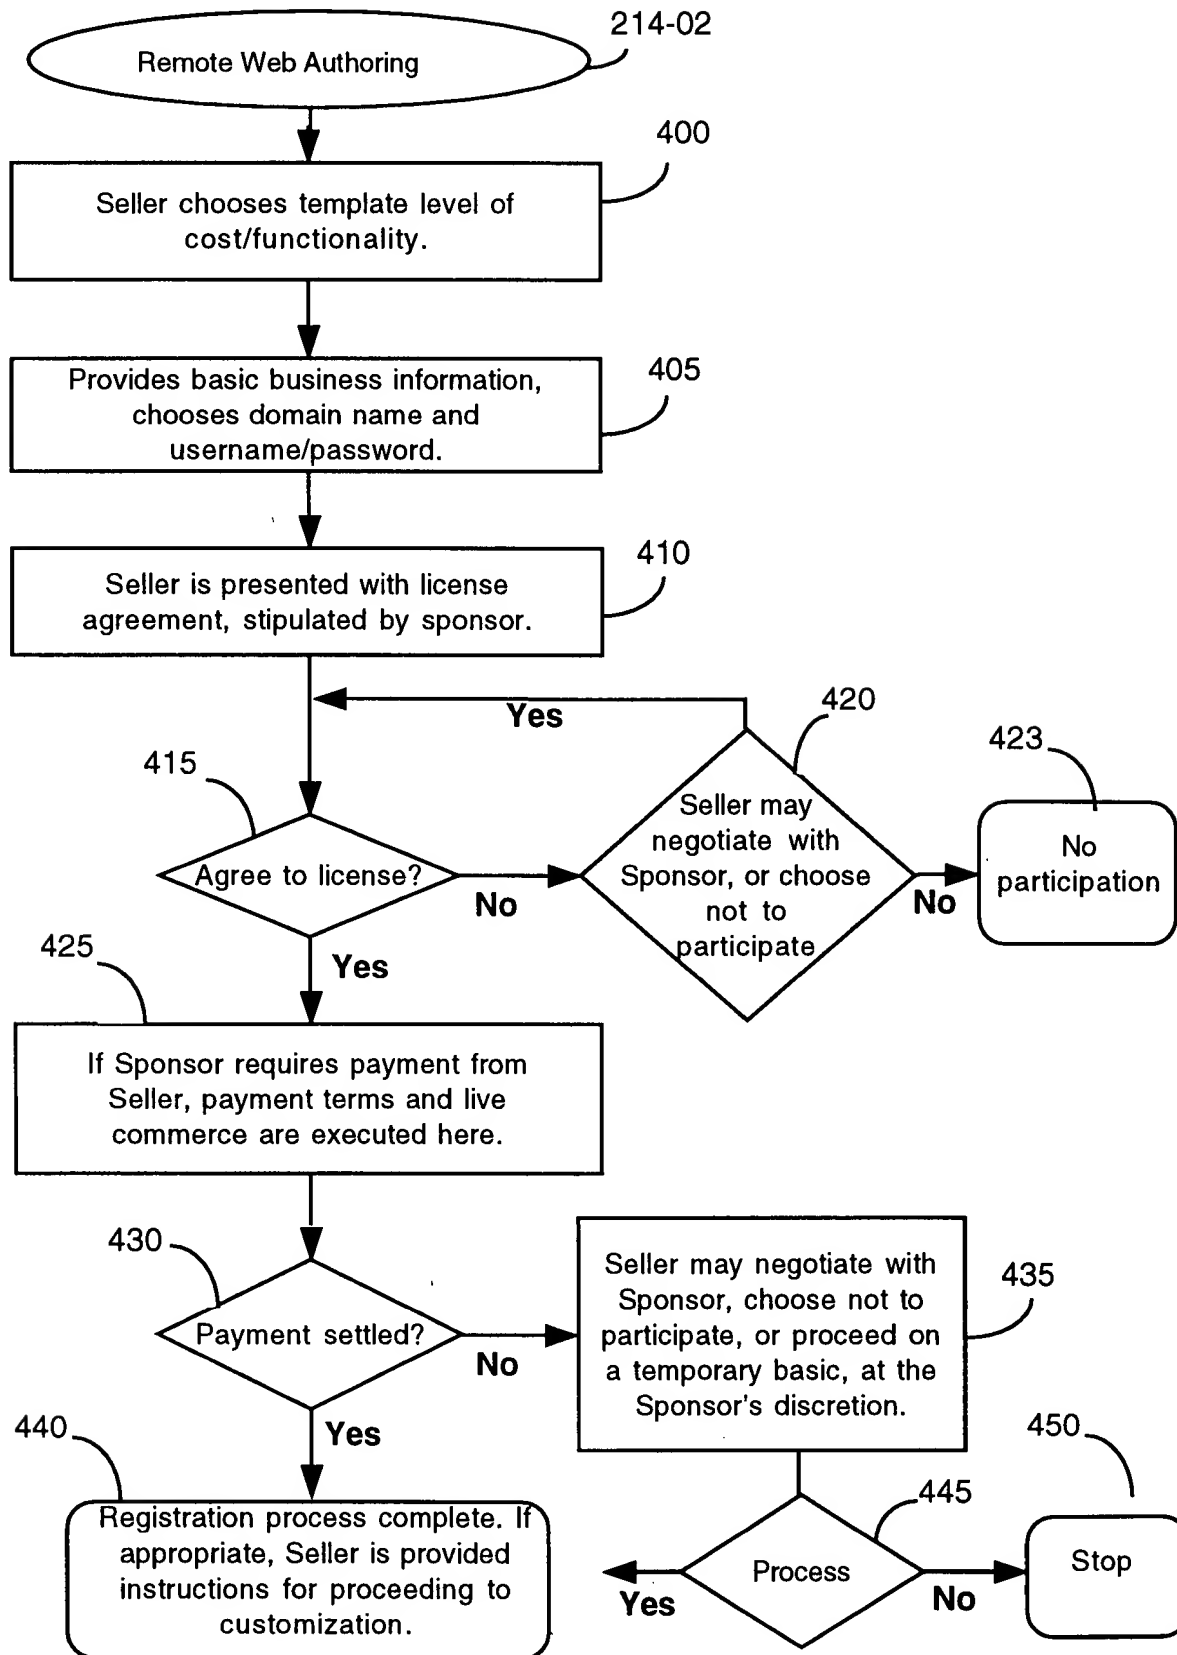 214-02
Remote Web Authoring
400
Seller chooses template level of
cost/functionality.
405
Provides basic business information,
chooses domain name and
username/password.
410
Seller is presented with license
agreement, stipulated by sponsor.
Yes
420
423
415
Seller may
negotiate with
Sponsor, or choose
not to
participate
No
participation
Agree to license?
No
No
425
Yes
If Sponsor requires payment from
Seller, payment terms and live
commerce are executed here.
430
Payment settled?
No
Seller may negotiate with
Sponsor, choose not to
participate, or proceed on
a temporary basic, at the
Sponsor's discretion.
435
440
Yes
Registration process complete. If
appropriate, Seller is provided
instructions for proceeding to
customization.
445
450
Process
Yes
No
Stop